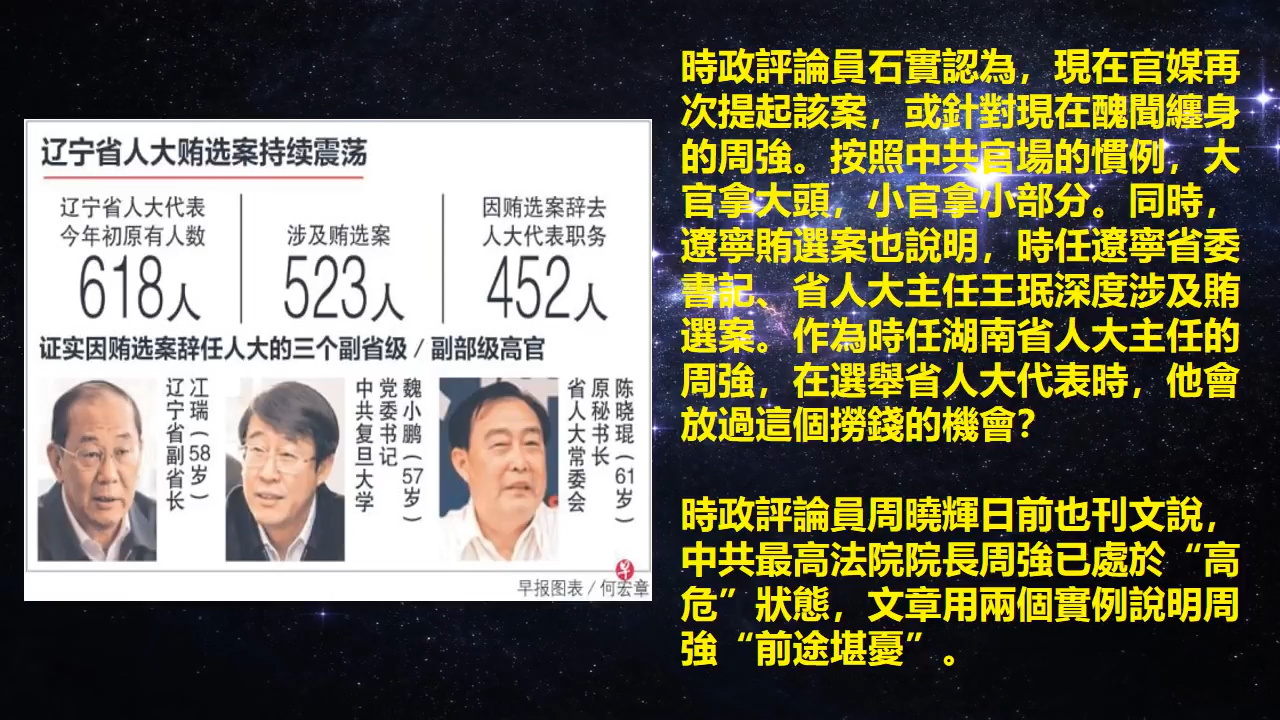 辽宁省人大贿选案持续震荡
辽宁省人大代表
今年初原有人数
618人
涉及贿选案
523人
因贿选案辞去
人大代表职务
452人
证实因贿选案辞任人大的三个副省级/副部级高官
冮瑞(58岁)
辽宁省副省长
魏小鹏(57岁)
党委书记
中共复旦大学
陈晓琨(61岁)
原秘书长
省人大常委会
早
早报图表/何宏章
時政評論員石實認為，現在官媒再
次提起該案，或針對現在醜聞纏身
的周強。按照中共官場的慣例，大
官拿大頭，小官拿小部分。同時，
遼寧賄選案也說明，時任遼寧省委
書記、省人大主任王珉深度涉及賄
選案。作為時任湖南省人大主任的
周強，在選舉省人大代表時，他會
放過這個撈錢的機會？
時政評論員周曉輝日前也刊文說，
中共最高法院院長周強已處於“高
危”狀態，文章用兩個實例說明周
強“前途堪憂”。